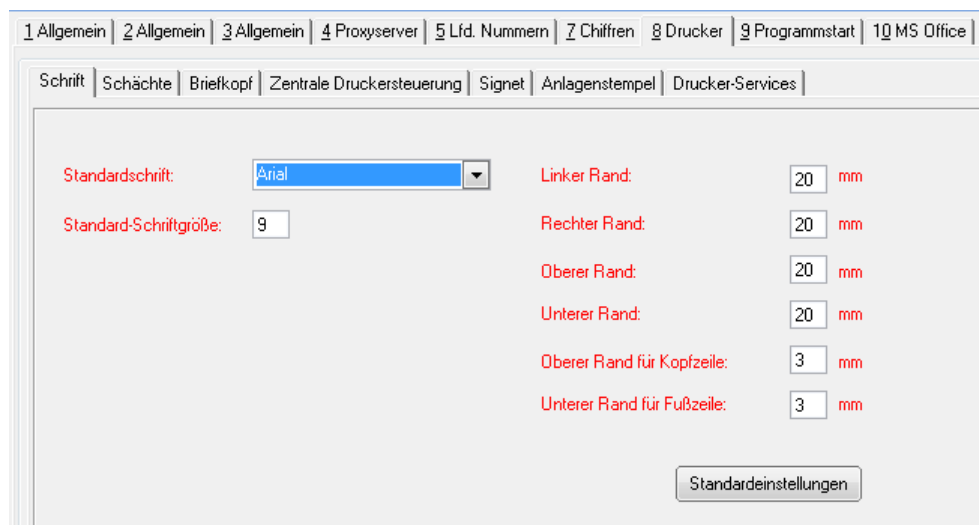 1 Allgemein 2 Allgemein 3 Allgemein 4 Proxyserver 5 Lfd. Nummern 7 Chiffren 8 Drucker 9 Programmstart 10 MS Office
Schrift Schächte Briefkopf Zentrale Druckersteuerung Signet Anlagenstempel Drucker-Services
Standardschrift: Arial Linker Rand: 20 mm
Standard-Schriftgröße: 9 Rechter Rand: 20 mm
Oberer Rand: 20 mm
Unterer Rand: 20 mm
Oberer Rand für Kopfzeile: 3 mm
Unterer Rand für Fußzeile: 3 mm
Standardeinstellungen